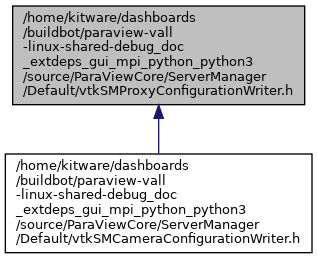 /home/kitware/dashboards
/buildbot/paraview-vall
-linux-shared-debug_doc
_extdeps_gui_mpi_python_python3
/source/ParaViewCore/ServerManager
/Default/vtkSMProxyConfigurationWriter.h
/home/kitware/dashboards
/buildbot/paraview-vall
-linux-shared-debug_doc
_extdeps_gui_mpi_python_python3
/source/ParaViewCore/ServerManager
/Default/vtkSMCameraConfigurationWriter.h